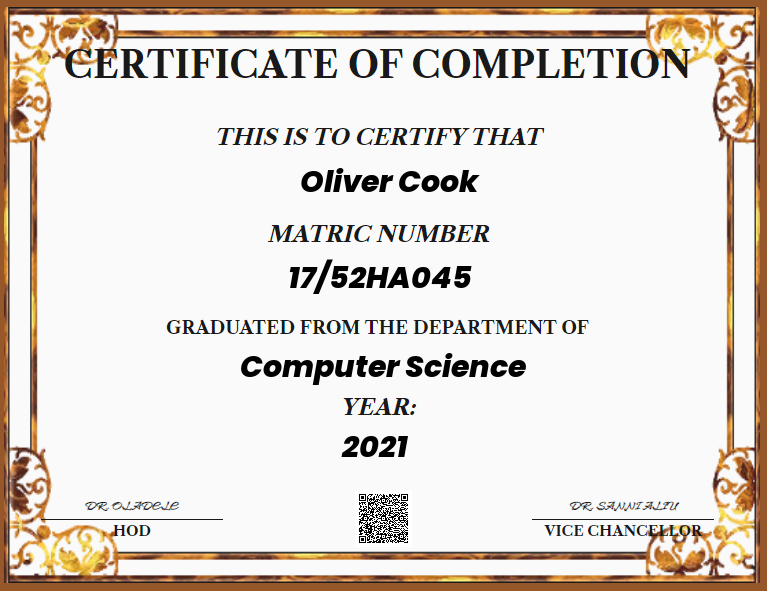 CERTIFICATE OF COMPLETION
THIS IS TO CERTIFY THAT
Oliver Cook
MATRIC NUMBER
17/52HA045
GRADUATED FROM THE DEPARTMENT OF
Computer Science
YEAR:
2021
DR. OLADELE
DR. SANNI ALIU
HOD
VICE CHANCELLOR